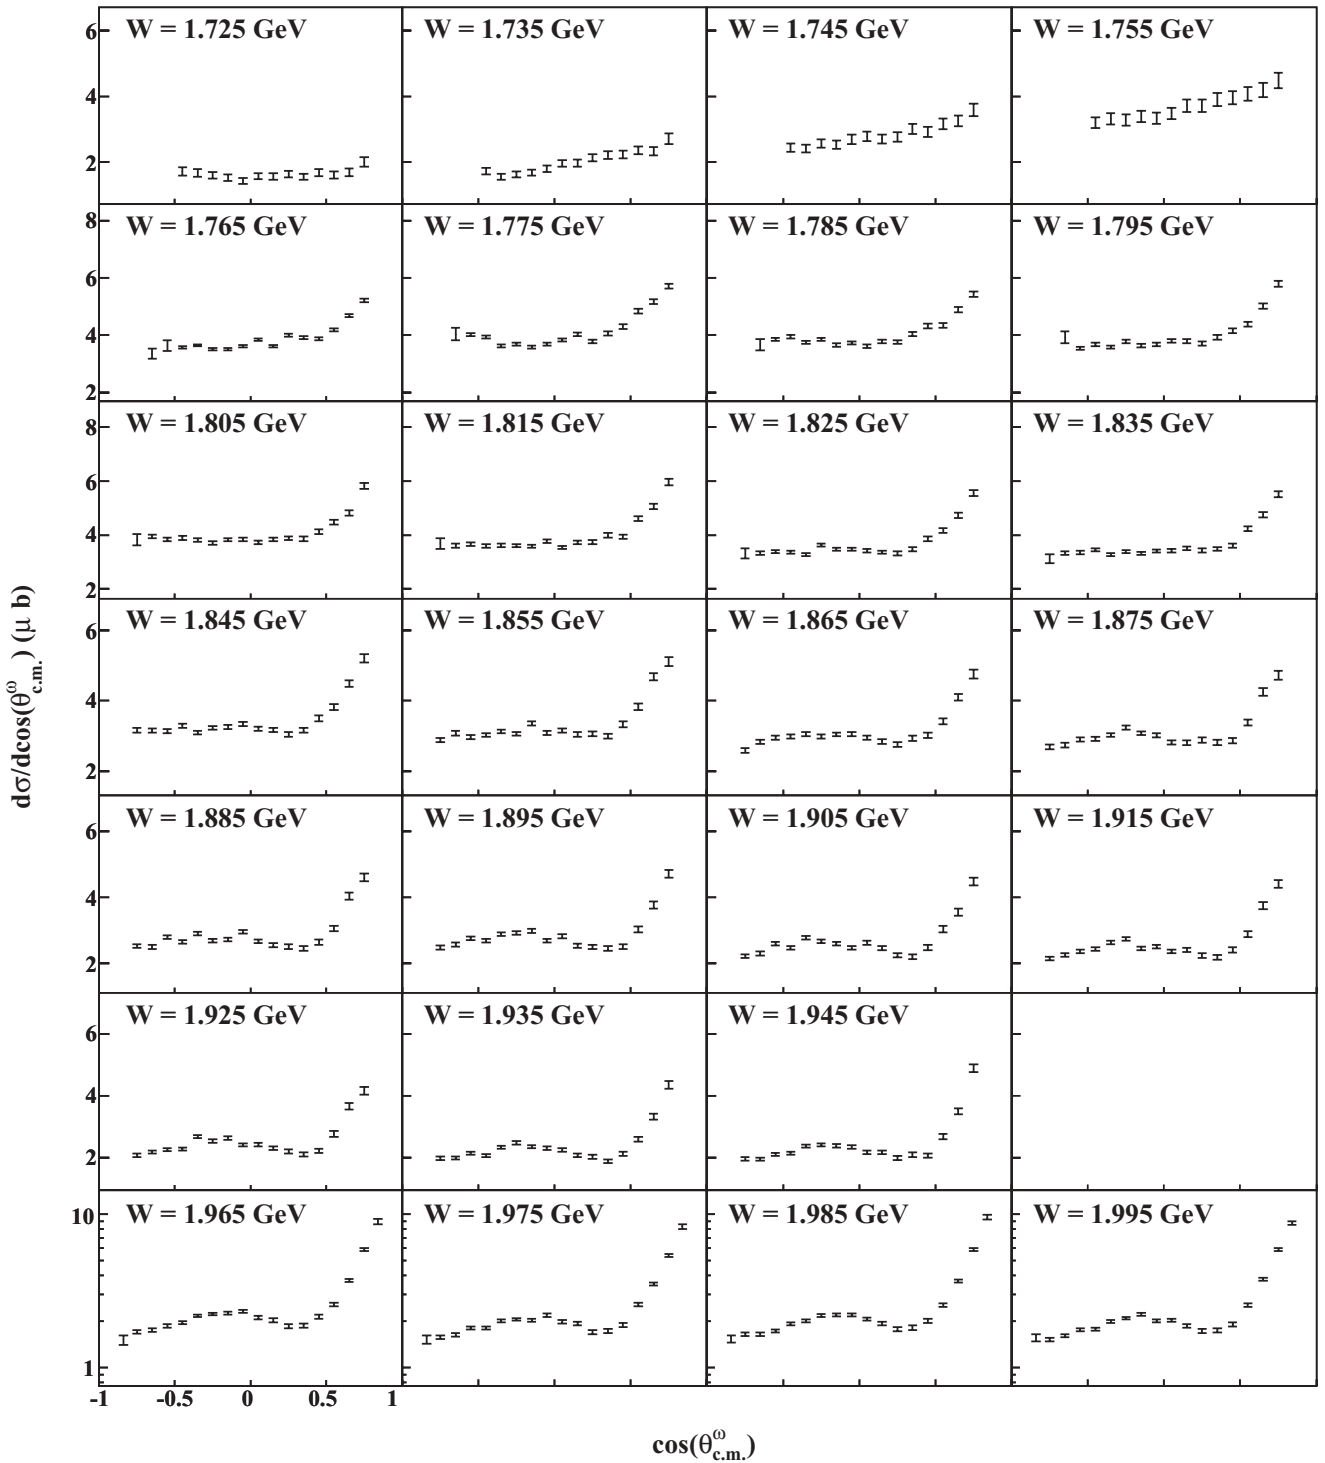 W = 1.725 GeV
W = 1.735 GeV
W = 1.745 GeV
W = 1.755 GeV
6
4
2
W = 1.765 GeV
W = 1.775 GeV
W = 1.785 GeV
W = 1.795 GeV
8
6
4
2
W = 1.805 GeV
W = 1.815 GeV
W = 1.825 GeV
W = 1.835 GeV
8
6
4
2
W = 1.845 GeV
W = 1.855 GeV
W = 1.865 GeV
W = 1.875 GeV
6
4
2
dσ/dcos(θ^ω_c.m.) (μ b)
W = 1.885 GeV
W = 1.895 GeV
W = 1.905 GeV
W = 1.915 GeV
6
4
2
W = 1.925 GeV
W = 1.935 GeV
W = 1.945 GeV
6
4
2
W = 1.965 GeV
W = 1.975 GeV
W = 1.985 GeV
W = 1.995 GeV
10
1
-1 -0.5 0 0.5 1
cos(θ^ω_c.m.)